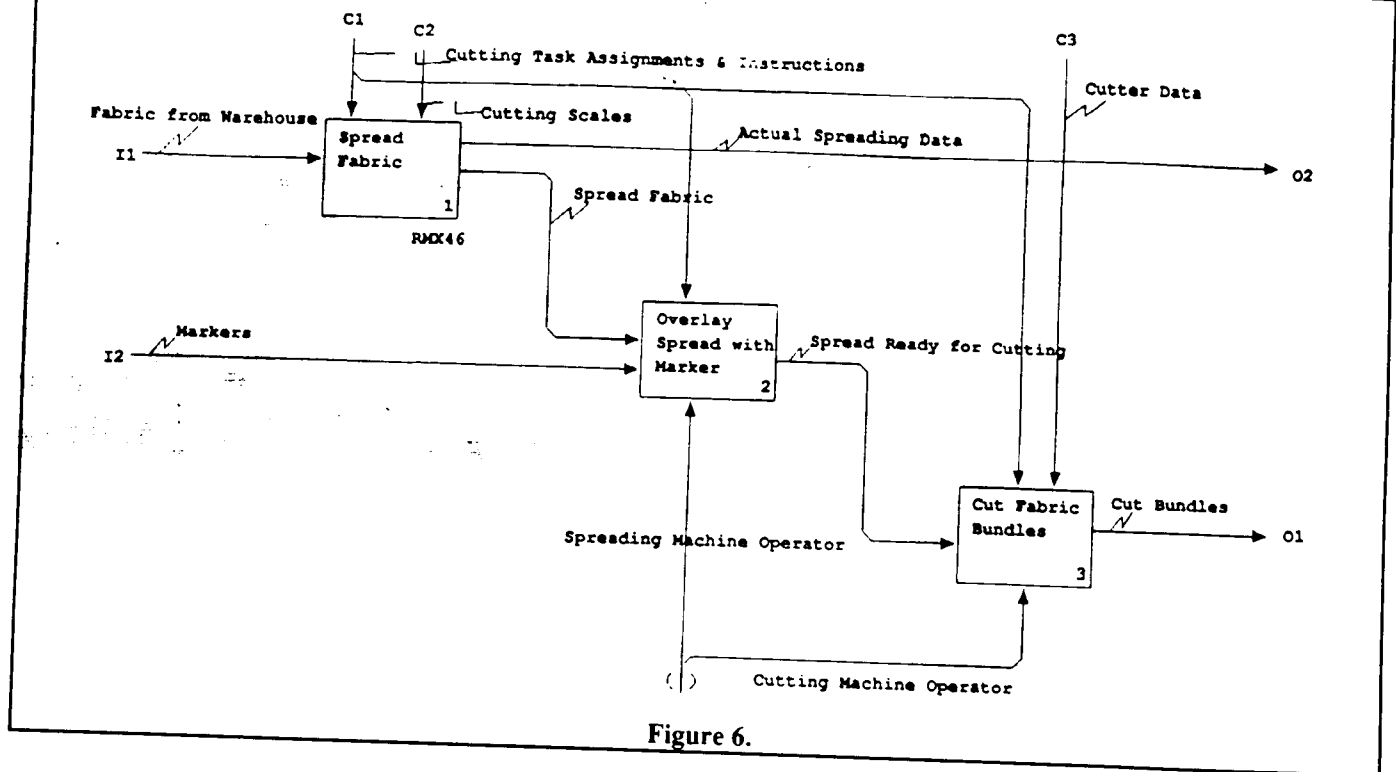 C1
C2
C3
Cutting Task Assignments & Instructions
Cutter Data
Fabric from Warehouse
Cutting Scales
I1
Spread
Fabric
1
Actual Spreading Data
O2
RMX46
Spread Fabric
I2
Markers
Overlay
Spread with
Marker
2
Spread Ready for Cutting
Spreading Machine Operator
Cut Fabric
Bundles
3
Cut Bundles
O1
( )
Cutting Machine Operator
Figure 6.